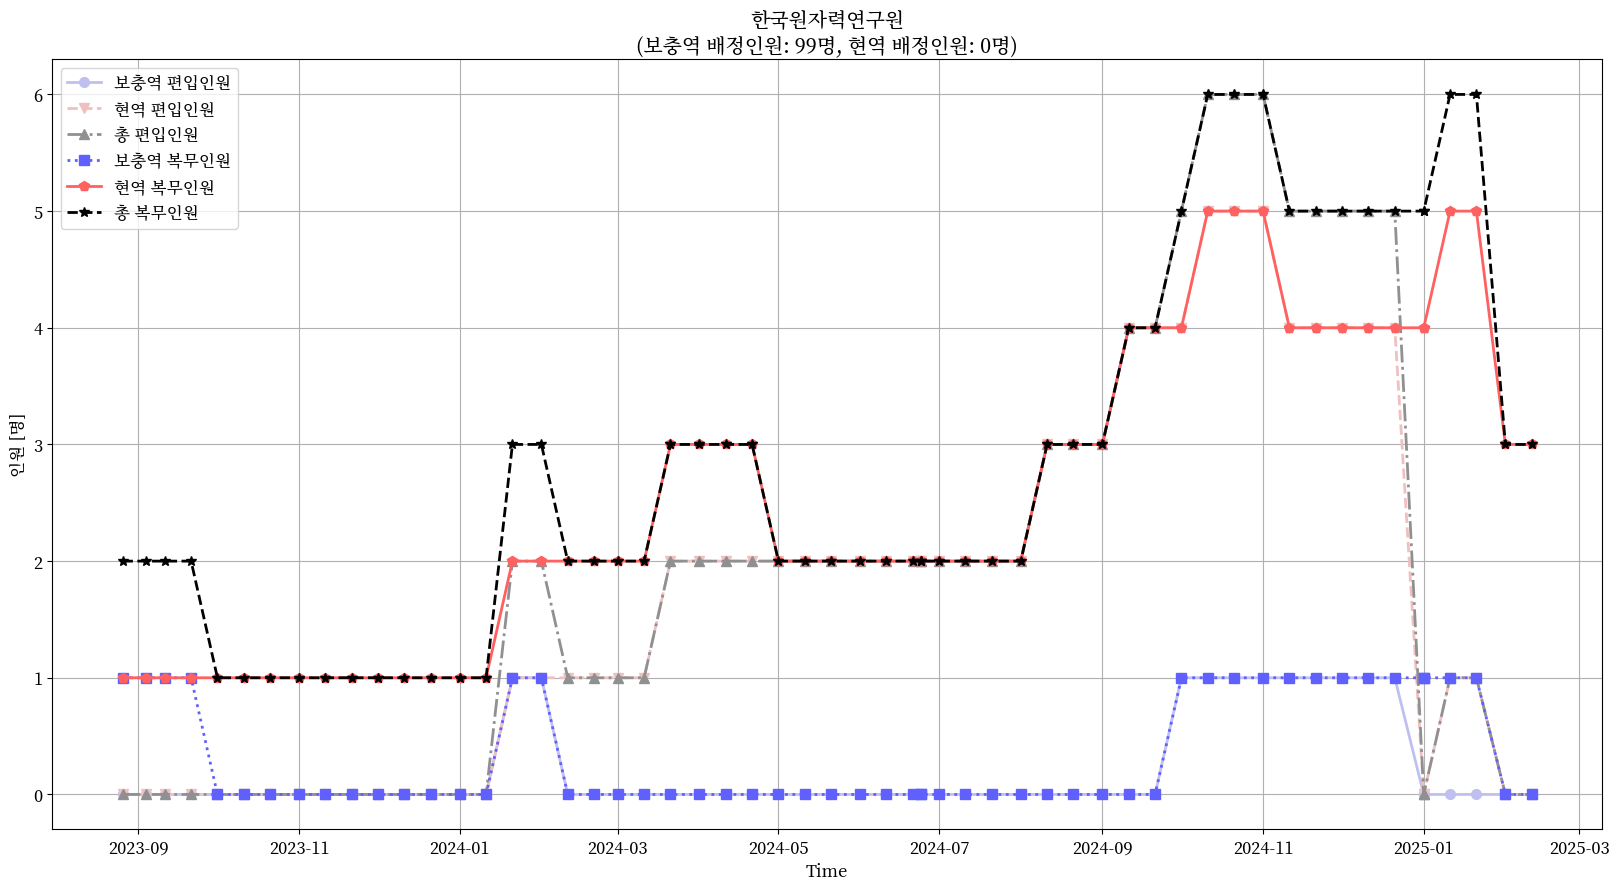 한국원자력연구원
(보충역 배정인원: 99명, 현역 배정인원: 0명)
보충역 편입인원
현역 편입인원
총 편입인원
보충역 복무인원
현역 복무인원
총 복무인원
인원 [명]
6
5
4
3
2
1
0
2023-09
2023-11
2024-01
2024-03
2024-05
2024-07
2024-09
2024-11
2025-01
2025-03
Time